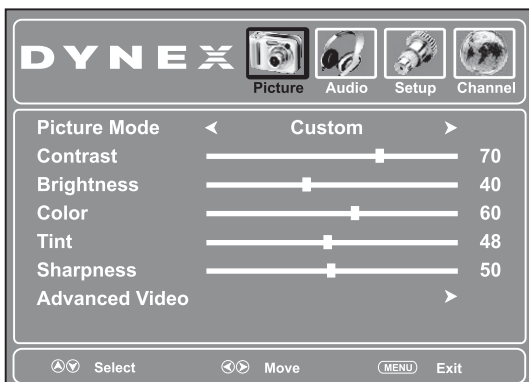 DYNEX
Picture Audio Setup Channel
Picture Mode Custom
Contrast 70
Brightness 40
Color 60
Tint 48
Sharpness 50
Advanced Video
Select Move MENU Exit